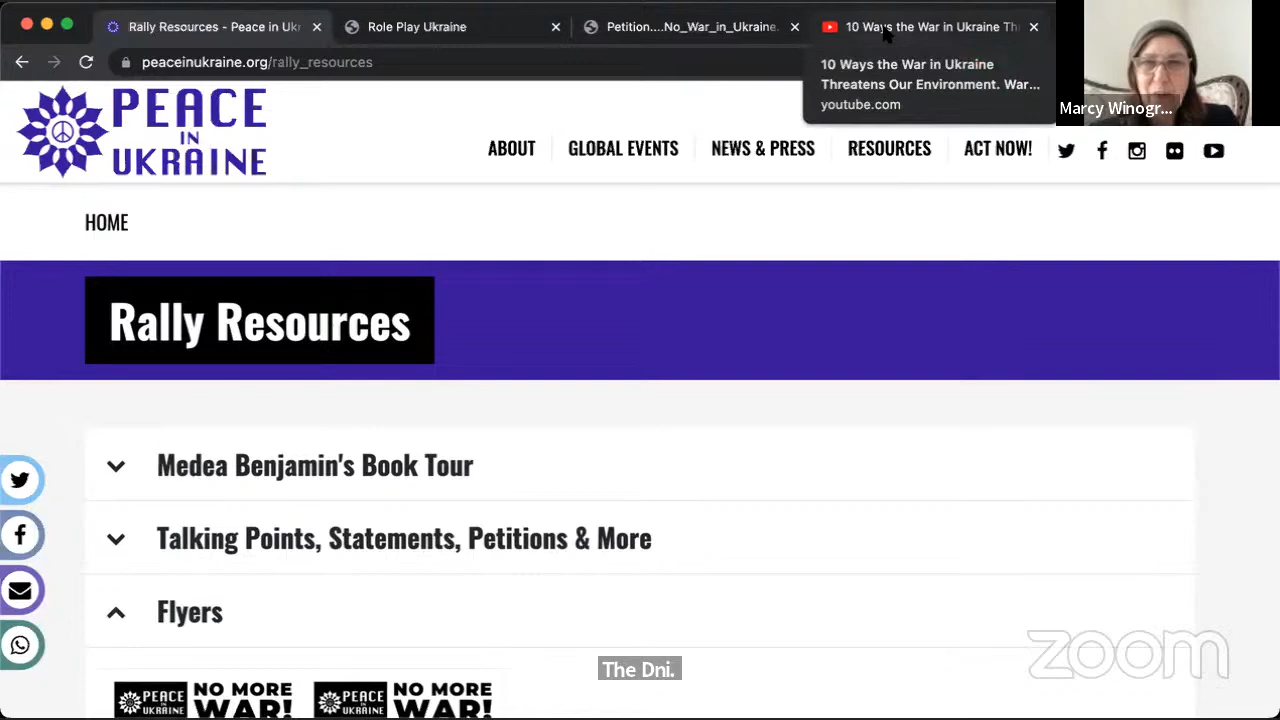 Rally Resources - Peace in Ukr
Role Play Ukraine
Petition....No_War_in_Ukraine.
10 Ways the War in Ukraine Thr
peaceinukraine.org/rally_resources
10 Ways the War in Ukraine
Threatens Our Environment. War...
youtube.com
Marcy Winogr...
PEACE
IN
UKRAINE
ABOUT
GLOBAL EVENTS
NEWS & PRESS
RESOURCES
ACT NOW!
HOME
Rally Resources
Medea Benjamin's Book Tour
Talking Points, Statements, Petitions & More
Flyers
The Dni.
zoom
PEACE
IN
UKRAINE
NO MORE
WAR!
PEACE
IN
UKRAINE
NO MORE
WAR!